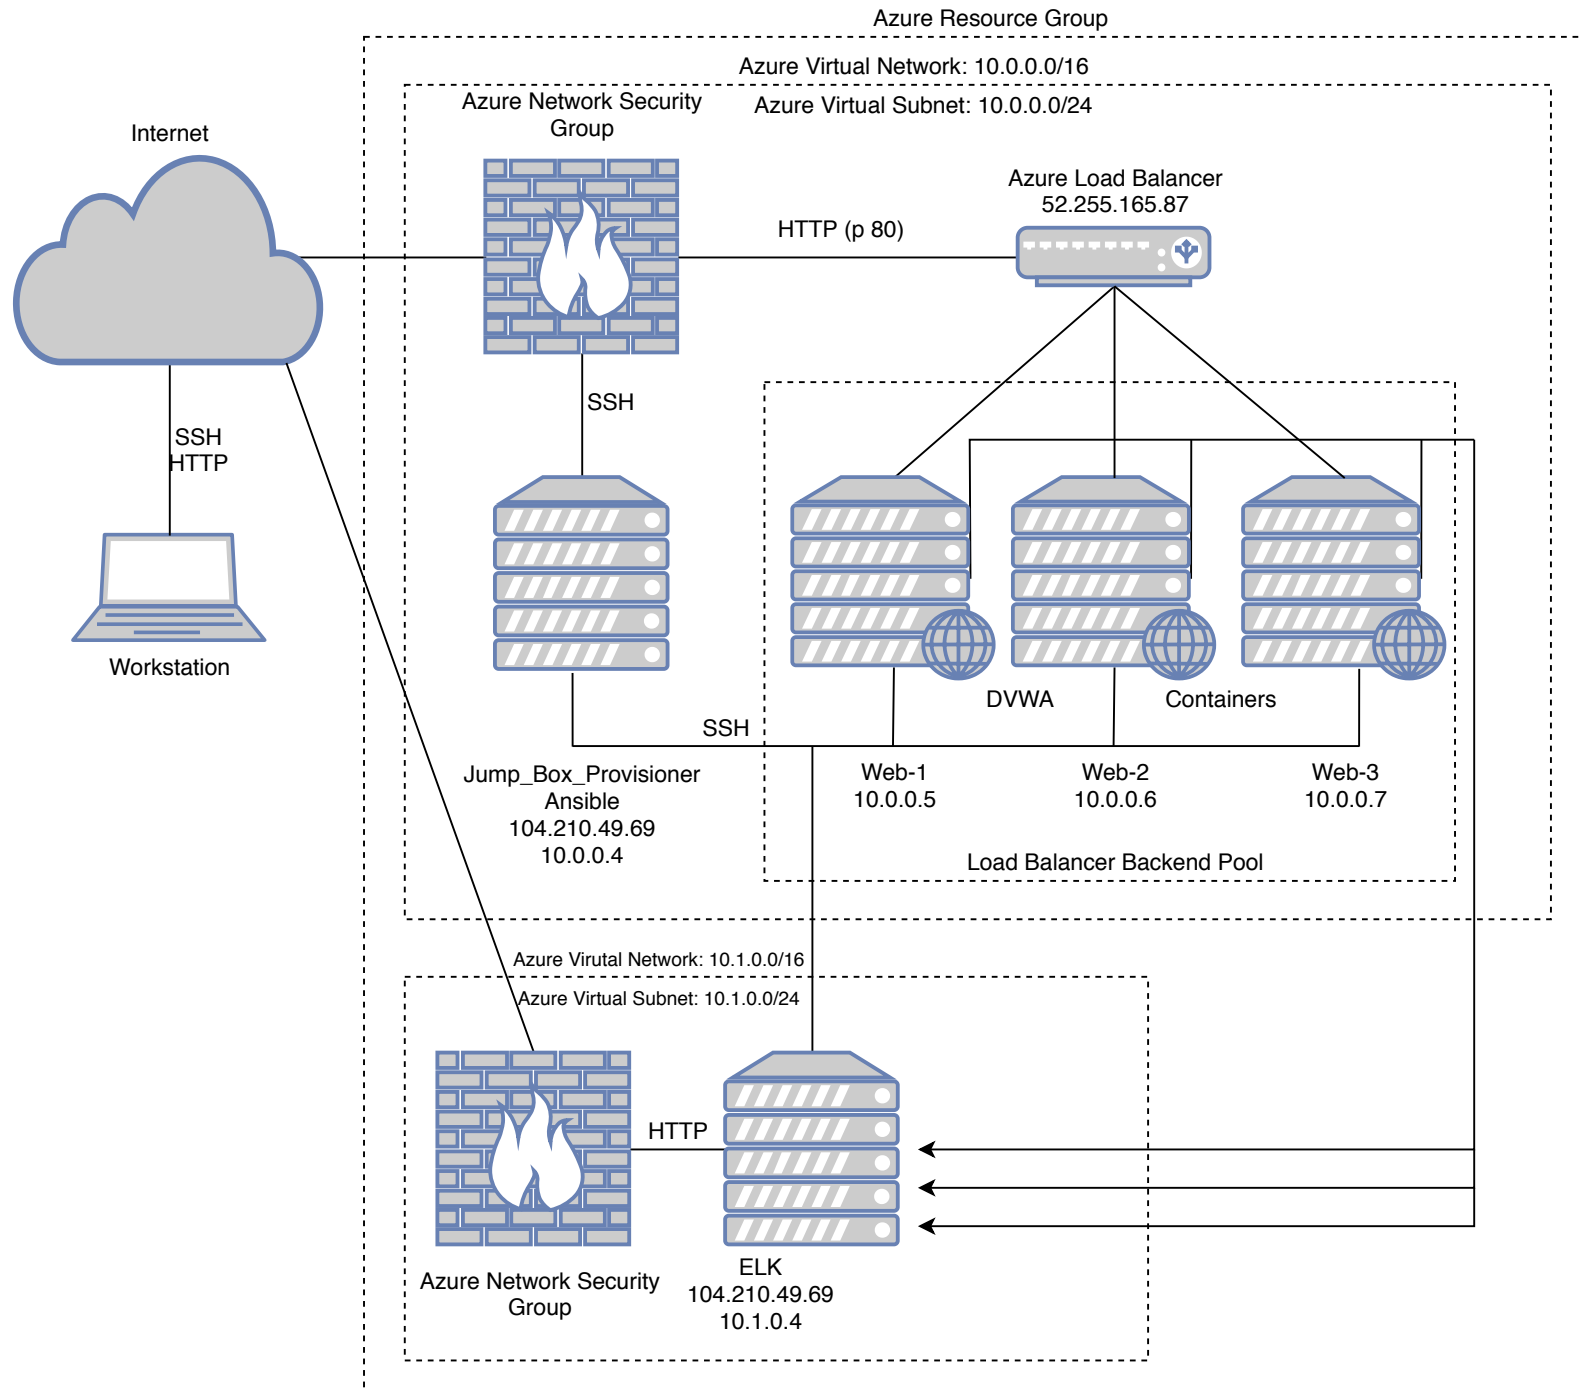 Azure Resource Group
Azure Virtual Network: 10.0.0.0/16
Azure Network Security
Group
Azure Virtual Subnet: 10.0.0.0/24
Internet
Azure Load Balancer
52.255.165.87
HTTP (p 80)
SSH
SSH
HTTP
Workstation
DVWA
Containers
SSH
Jump_Box_Provisioner
Ansible
104.210.49.69
10.0.0.4
Web-1
10.0.0.5
Web-2
10.0.0.6
Web-3
10.0.0.7
Load Balancer Backend Pool
Azure Virutal Network: 10.1.0.0/16
Azure Virtual Subnet: 10.1.0.0/24
HTTP
Azure Network Security
Group
ELK
104.210.49.69
10.1.0.4